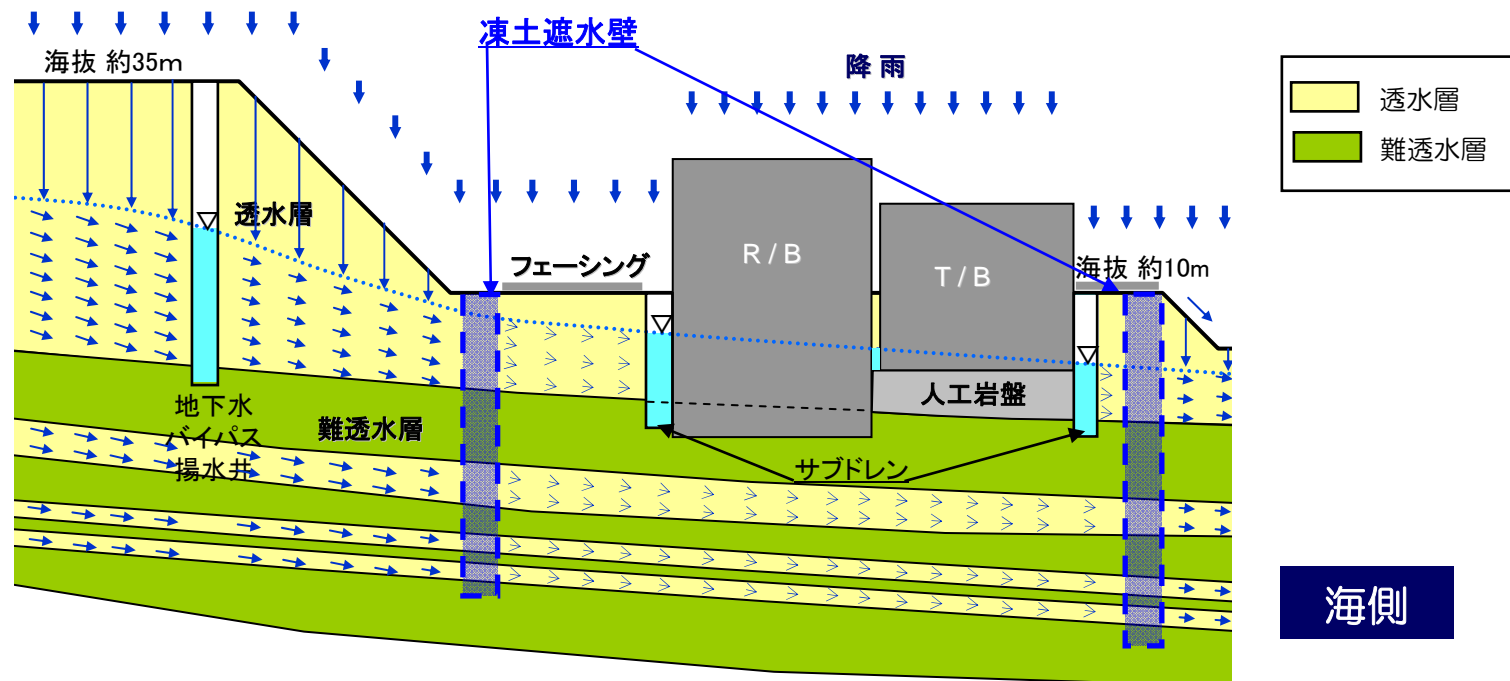 凍土遮水壁
海抜 約35m
降 雨
透水層
難透水層
透水層
フェーシング
R / B
T / B
海抜 約10m
人工岩盤
地下水
バイパス
揚水井
難透水層
サブドレン
海側